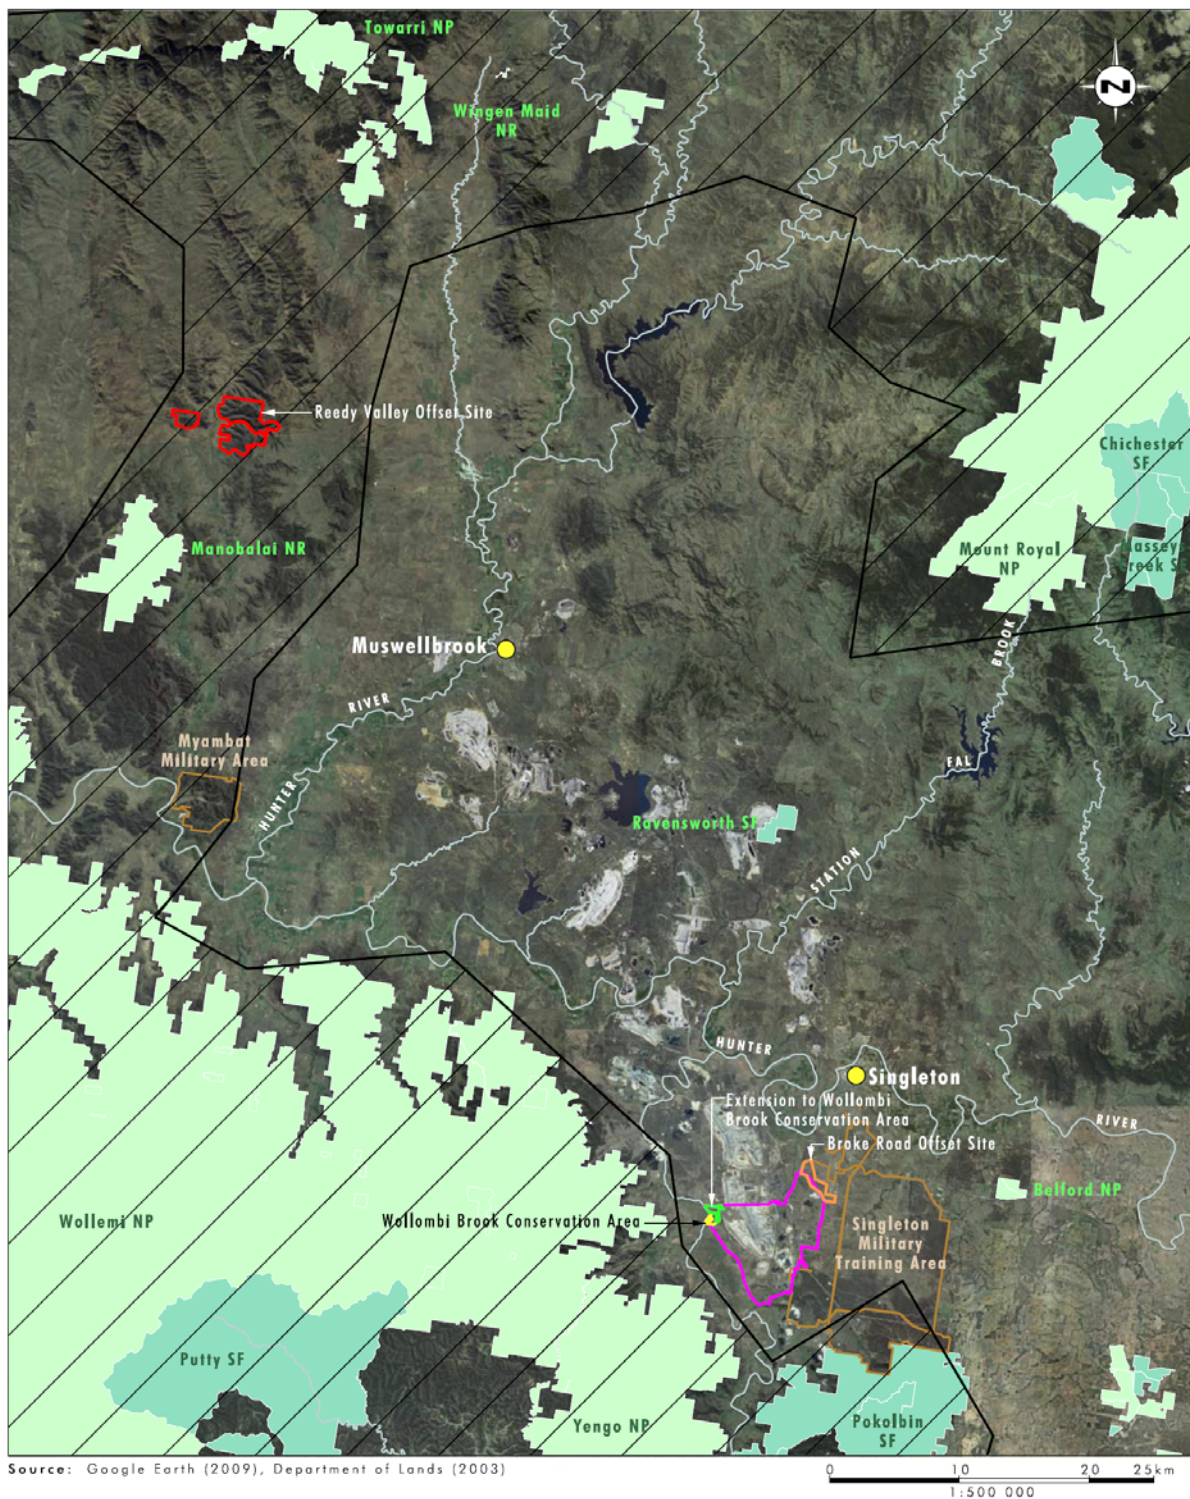 Towarri NP
N
Wingen Maid
NR
Reedy Valley Offset Site
Chichester
SF
Manobalai NR
Mount Royal
NP
Muswellbrook
BROOK
RIVER
Myambat
Military Area
HUNTER
FAL
Ravensworth SF
L STATION
HUNTER
Singleton
Extension to Wollombi
Brook Conservation Area
RIVER
Broke Road Offset Site
Belford NP
Wollemi NP
Wollombi Brook Conservation Area
Singleton
Military
Training Area
Putty SF
Yengo NP
Pokolbin
SF
Source: Google Earth (2009), Department of Lands (2003)
0 10 20 25km
1:500 000